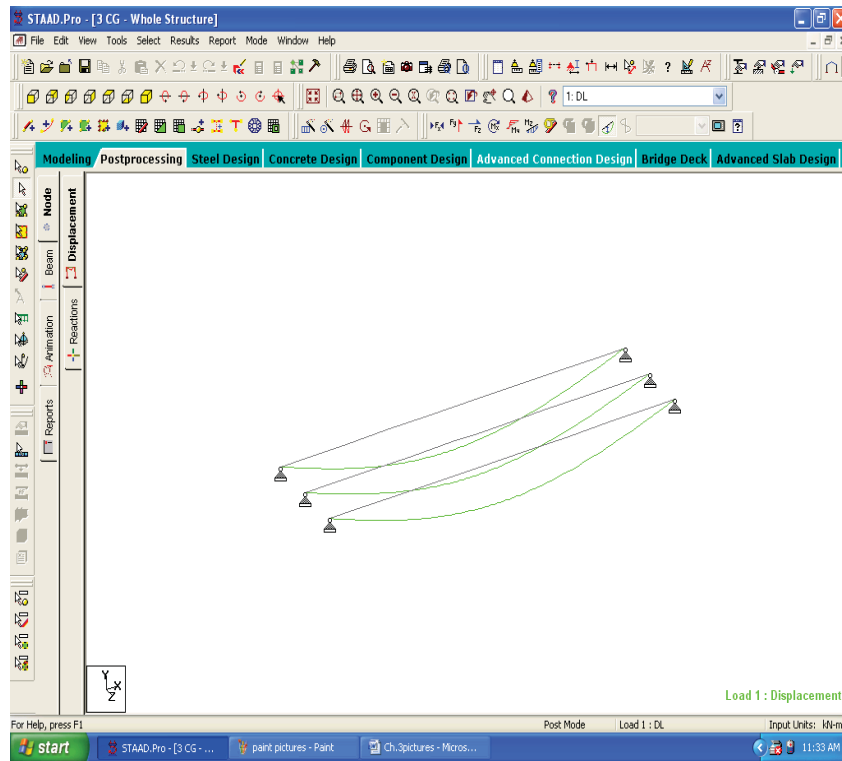 STAAD.Pro - [3 CG - Whole Structure]
File Edit View Tools Select Results Report Mode Window Help
1: DL
Modeling Postprocessing Steel Design Concrete Design Component Design Advanced Connection Design Bridge Deck Advanced Slab Design
Node
Beam
Animation
Reports
Displacement
Reactions
Y
X
Z
Load 1 : Displacement
For Help, press F1
Post Mode
Load 1 : DL
Input Units: kN-m
start
STAAD.Pro - [3 CG - ...
paint pictures - Paint
Ch.3pictures - Micros...
11:33 AM